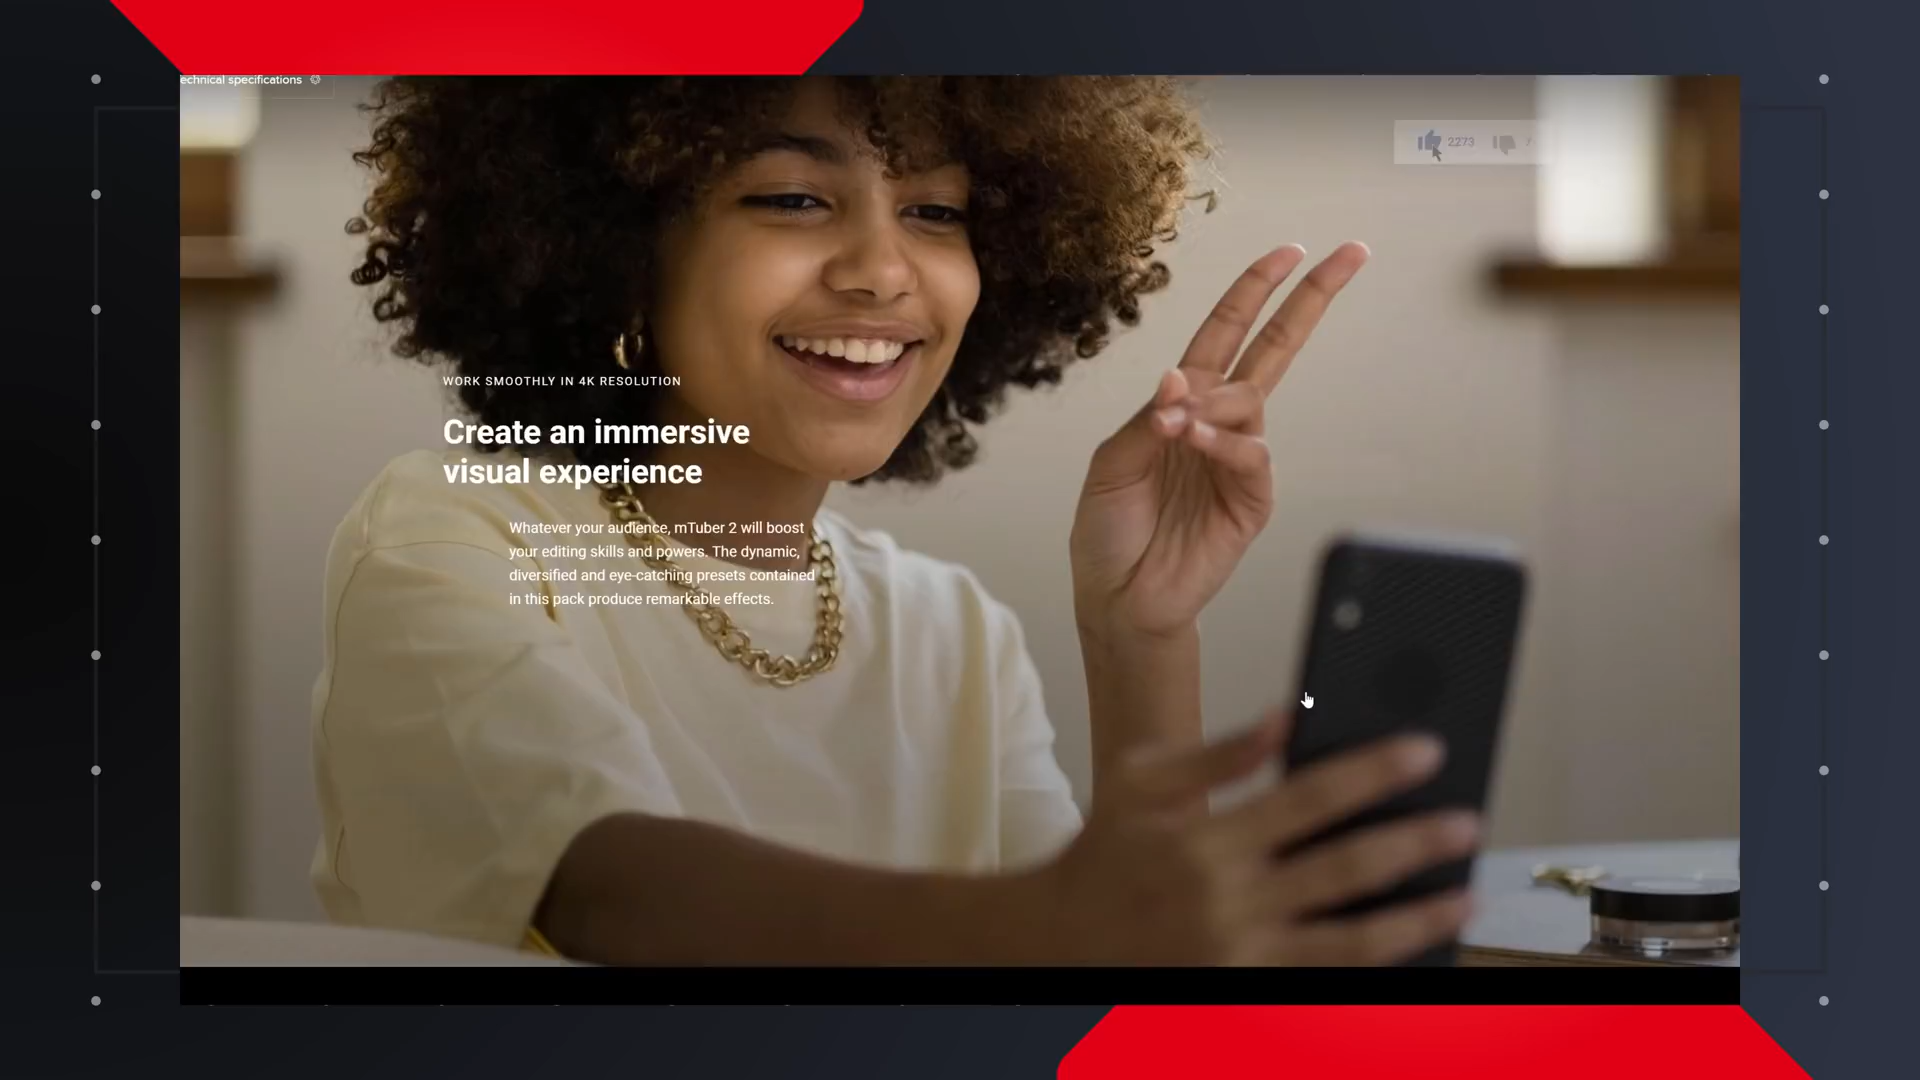 echnical specifications
2273
7
WORK SMOOTHLY IN 4K RESOLUTION
Create an immersive
visual experience
Whatever your audience, mTuber 2 will boost
your editing skills and powers. The dynamic,
diversified and eye-catching presets contained
in this pack produce remarkable effects.